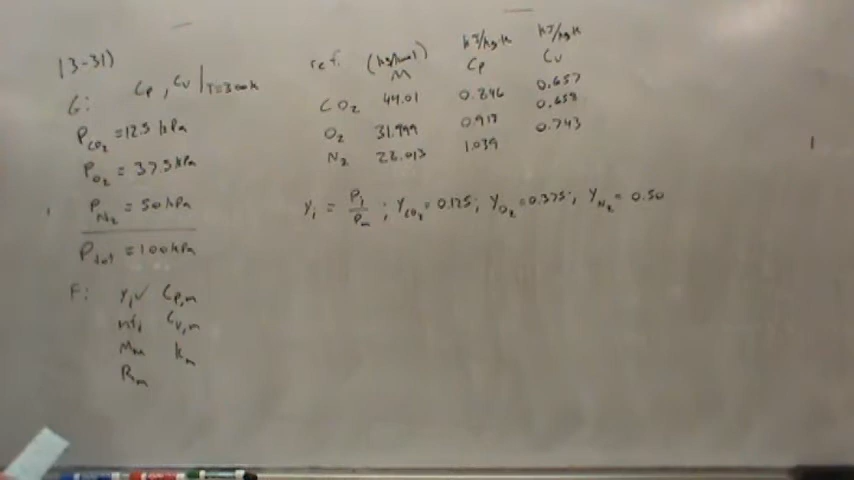 13-31)
G: Cp, Cv |T=300K
P_CO2 = 12.5 kPa
P_O2 = 37.5 kPa
P_N2 = 50 kPa
P_tot = 100 kPa
F: yi ✓ Cp,m
mfi Cv,m
Mm km
Rm
ref: (kg/kmol) kJ/kg K kJ/kg K
M Cp Cv
CO2 44.01 0.846 0.657
O2 31.999 0.918 0.658
N2 28.013 1.039 0.743
yi = Pi/Pm ; yCO2 = 0.125; yO2 = 0.375; yN2 = 0.50